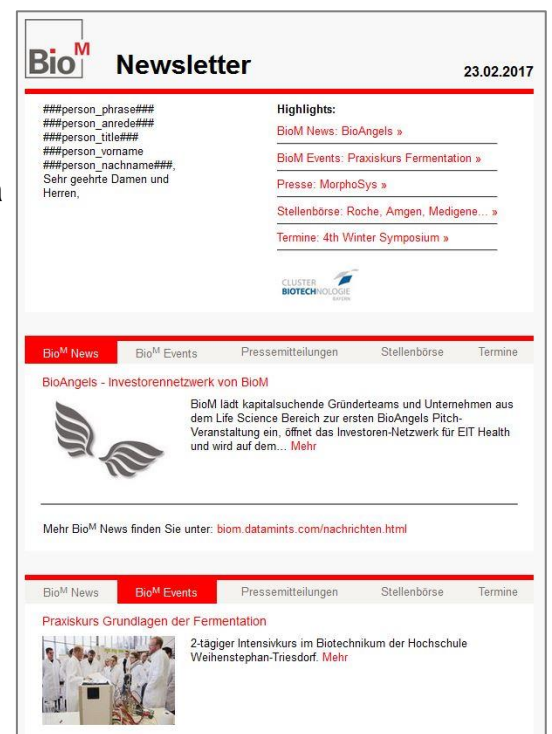 BioM Newsletter 23.02.2017
###person_phrase###
###person_anrede###
###person_title###
###person_vorname
###person_nachname###,
Sehr geehrte Damen und
Herren,
Highlights:
BioM News: BioAngels »
BioM Events: Praxiskurs Fermentation »
Presse: MorphoSys »
Stellenbörse: Roche, Amgen, Medigene... »
Termine: 4th Winter Symposium »
CLUSTER
BIOTECHNOLOGIE
BAYERN
BioM News BioM Events Pressemitteilungen Stellenbörse Termine
BioAngels - Investorennetzwerk von BioM
BioM lädt kapitalsuchende Gründerteams und Unternehmen aus
dem Life Science Bereich zur ersten BioAngels Pitch-
Veranstaltung ein, öffnet das Investoren-Netzwerk für EIT Health
und wird auf dem… Mehr
Mehr BioM News finden Sie unter: biom.datamints.com/nachrichten.html
BioM News BioM Events Pressemitteilungen Stellenbörse Termine
Praxiskurs Grundlagen der Fermentation
2-tägiger Intensivkurs im Biotechnikum der Hochschule
Weihenstephan-Triesdorf. Mehr